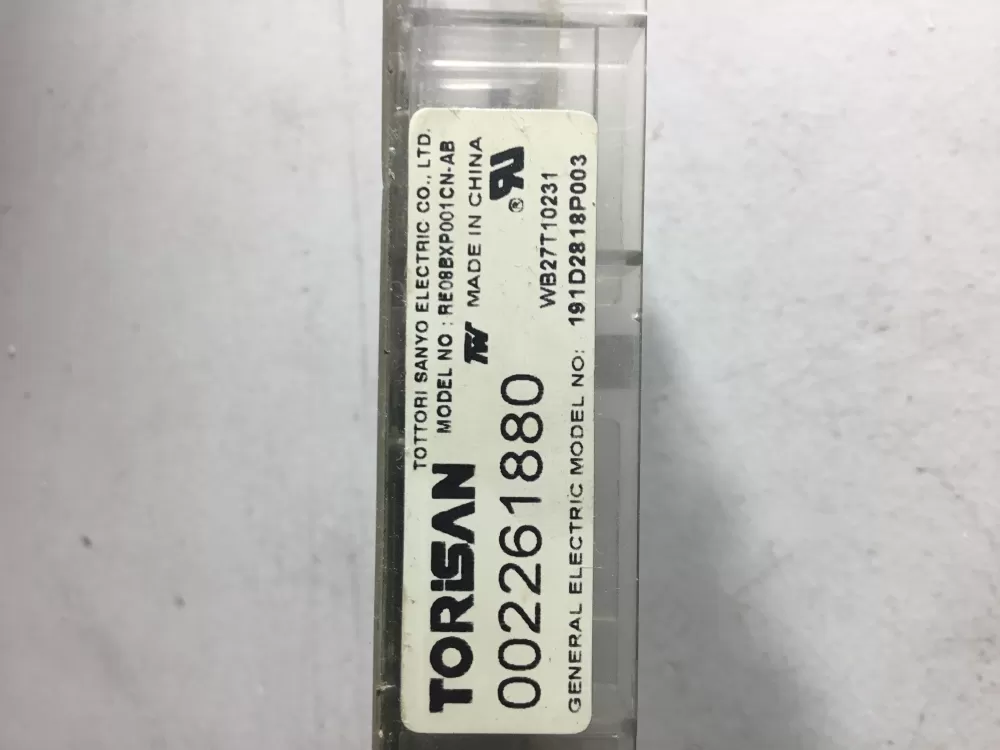 TORISAN
TOTTORI SANYO ELECTRIC CO., LTD.
MODEL NO : RE08BXP001CN-AB
MADE IN CHINA
002261880
WB27T10231
GENERAL ELECTRIC MODEL NO: 191D2818P003